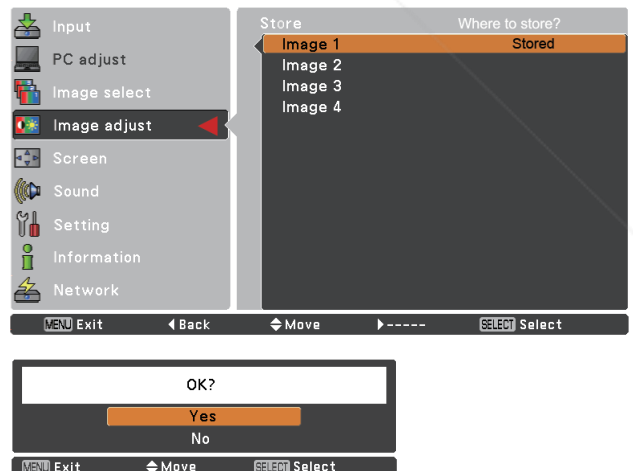 Input
PC adjust
Image select
Image adjust
Screen
Sound
Setting
Information
Network
Store Where to store?
Image 1 Stored
Image 2
Image 3
Image 4
MENU Exit Back Move ----- SELECT Select
OK?
Yes
No
MENU Exit Move SELECT Select